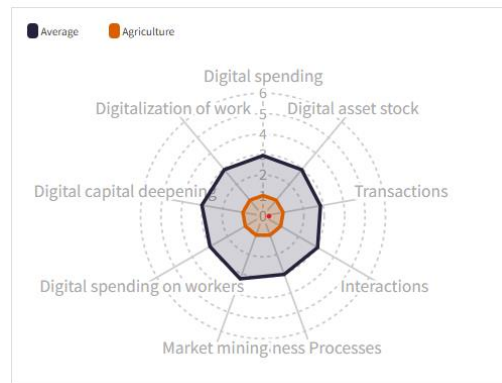 Average Agriculture
Digital spending
6
Digitalization of work 5 Digital asset stock
4
3
2
Digital capital deepening 1 Transactions
0
Digital spending on workers Interactions
Market mining ness Processes